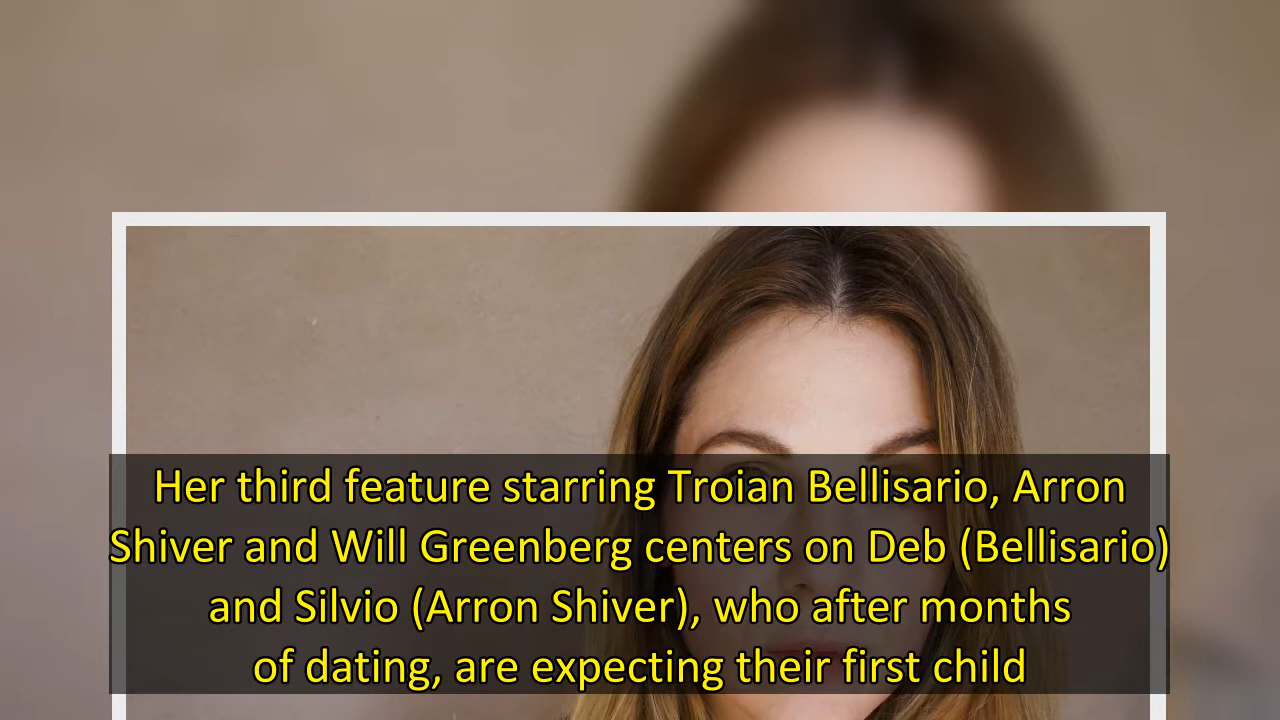 Her third feature starring Troian Bellisario, Arron
Shiver and Will Greenberg centers on Deb (Bellisario)
and Silvio (Arron Shiver), who after months
of dating, are expecting their first child